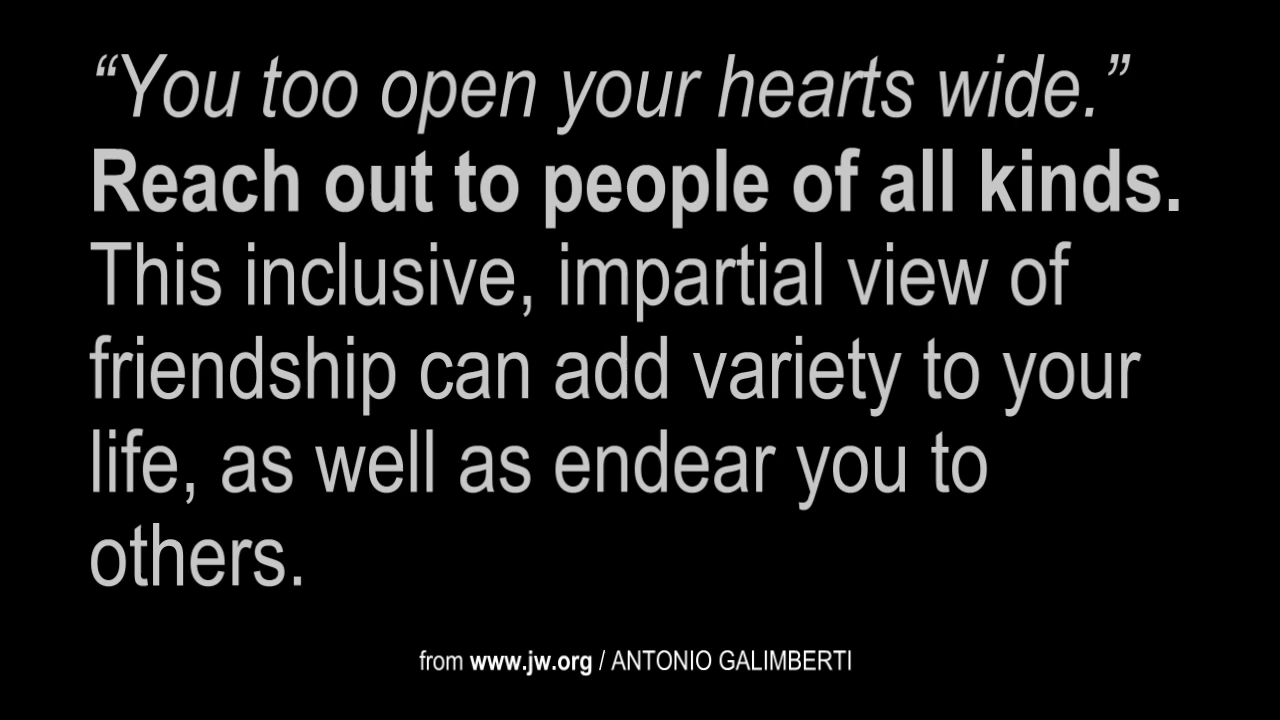 “You too open your hearts wide.”
Reach out to people of all kinds.
This inclusive, impartial view of
friendship can add variety to your
life, as well as endear you to
others.
from www.jw.org / ANTONIO GALIMBERTI